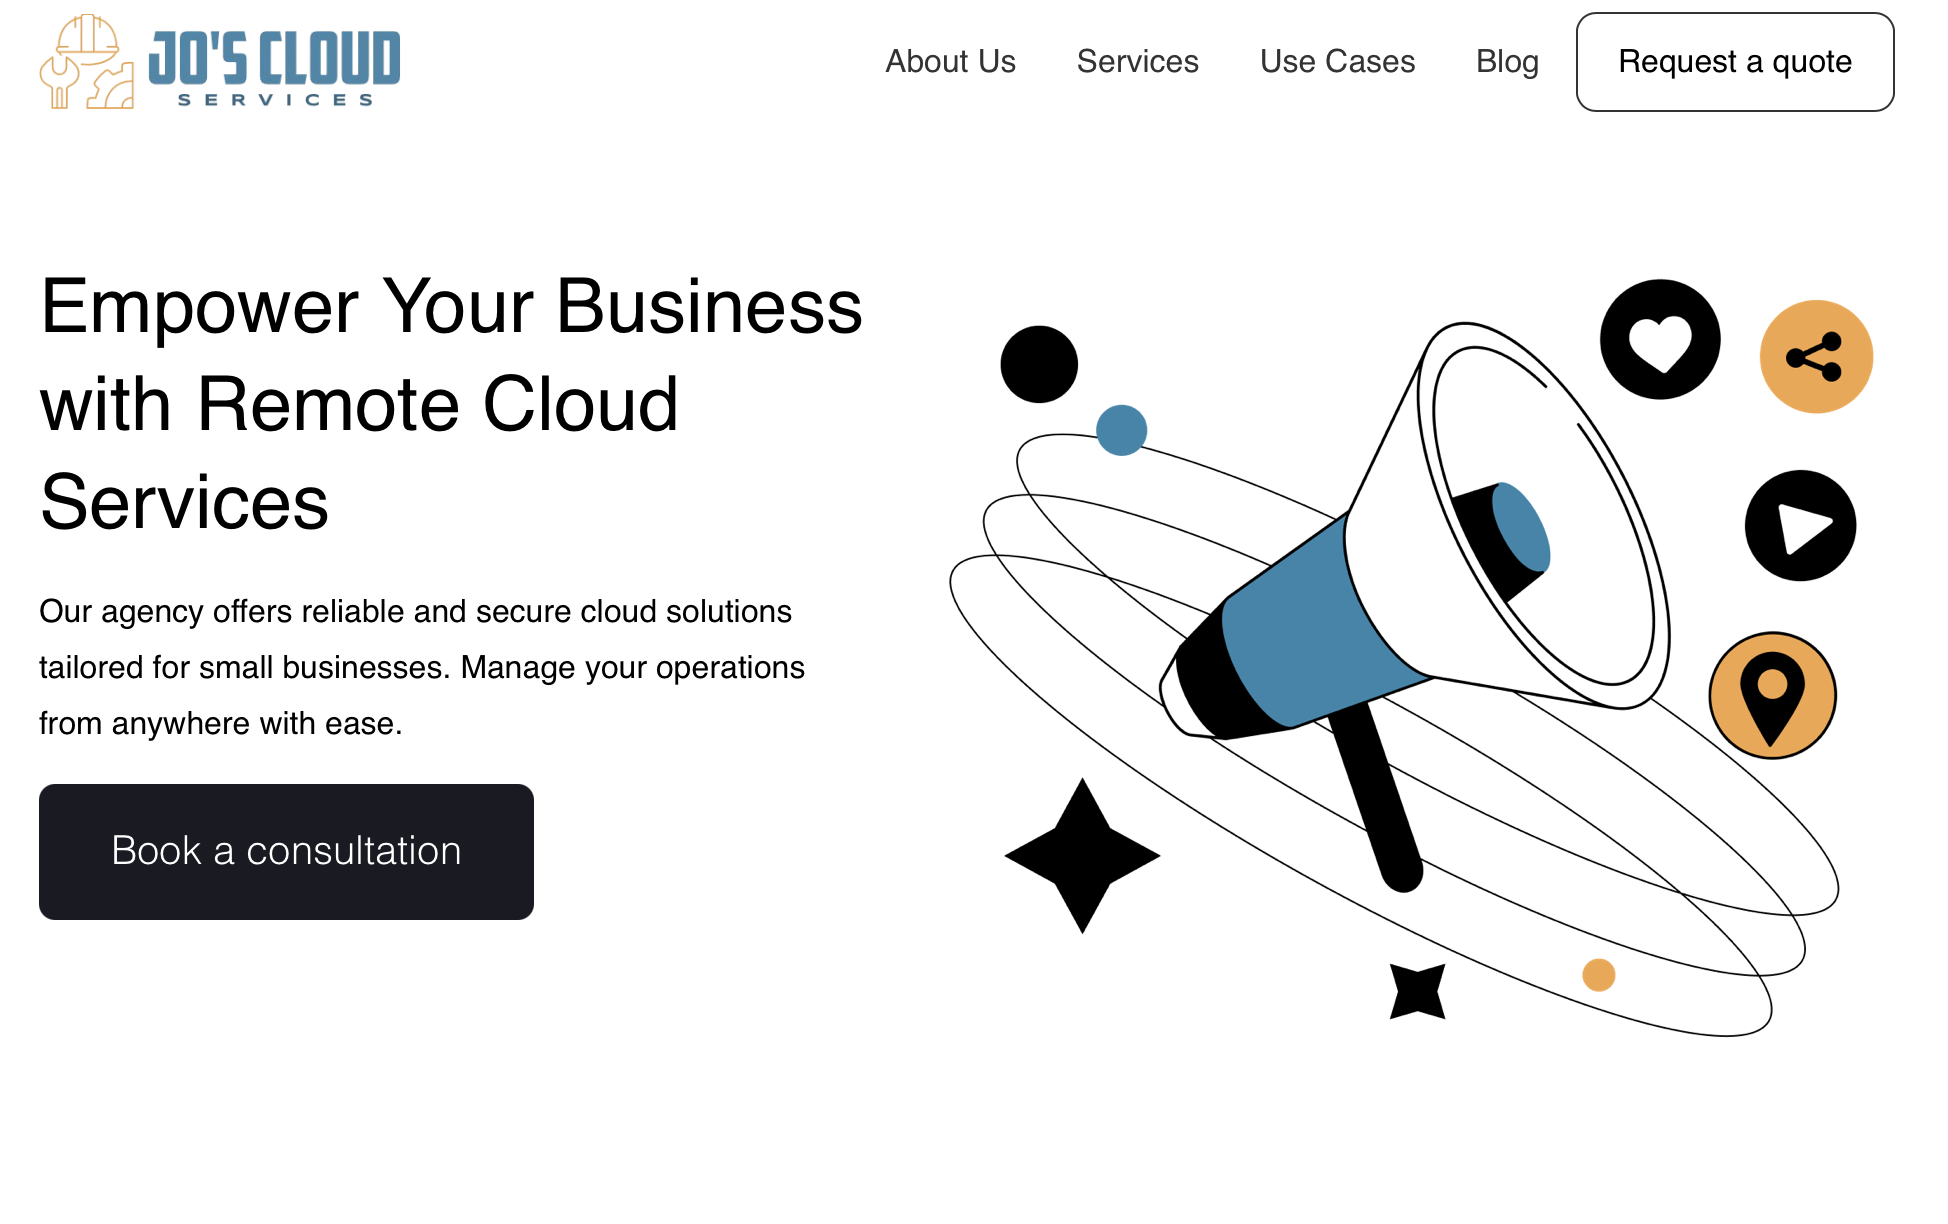 JO'S CLOUD
SERVICES
About Us
Services
Use Cases
Blog
Request a quote
Empower Your Business
with Remote Cloud
Services
Our agency offers reliable and secure cloud solutions
tailored for small businesses. Manage your operations
from anywhere with ease.
Book a consultation